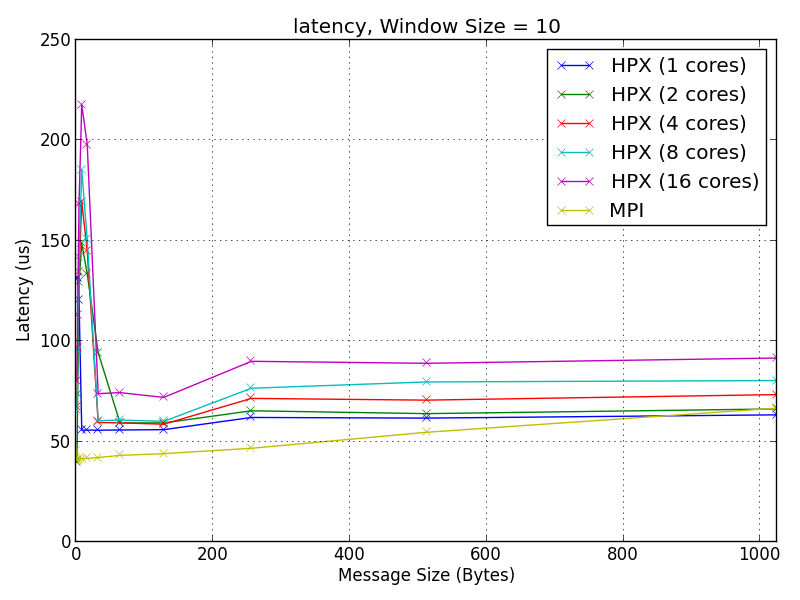 latency, Window Size = 10
250
200
150
100
50
0
Latency (us)
HPX (1 cores)
HPX (2 cores)
HPX (4 cores)
HPX (8 cores)
HPX (16 cores)
MPI
0 200 400 600 800 1000
Message Size (Bytes)